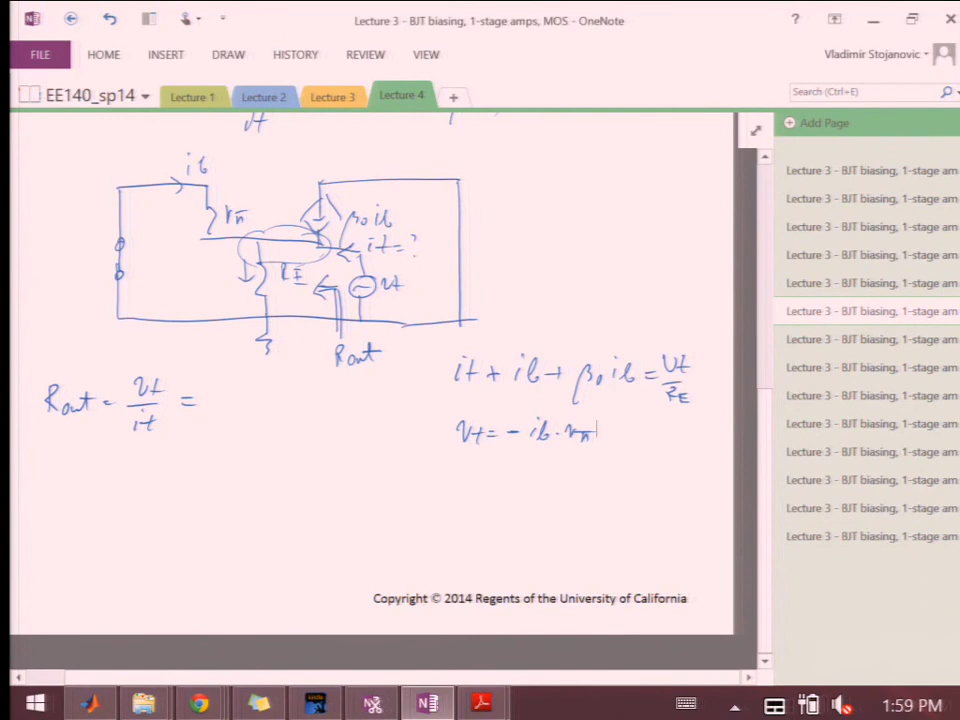 Lecture 3 - BJT biasing, 1-stage amps, MOS - OneNote
?
FILE HOME INSERT DRAW HISTORY REVIEW VIEW
Vladimir Stojanovic
EE140_sp14
Lecture 1 Lecture 2 Lecture 3 Lecture 4 +
Search (Ctrl+E)
Add Page
ib
rπ
β0 ib
it = ?
RE
vt
Rout
Lecture 3 - BJT biasing, 1-stage am
Lecture 3 - BJT biasing, 1-stage am
Lecture 3 - BJT biasing, 1-stage am
Lecture 3 - BJT biasing, 1-stage am
Lecture 3 - BJT biasing, 1-stage am
Lecture 3 - BJT biasing, 1-stage am
Lecture 3 - BJT biasing, 1-stage am
Lecture 3 - BJT biasing, 1-stage am
Lecture 3 - BJT biasing, 1-stage am
Lecture 3 - BJT biasing, 1-stage am
Lecture 3 - BJT biasing, 1-stage am
Lecture 3 - BJT biasing, 1-stage am
Lecture 3 - BJT biasing, 1-stage am
Lecture 3 - BJT biasing, 1-stage am
it + ib + β0 ib = vt/RE
Rout = vt/it =
vt = - ib · rπ
Copyright © 2014 Regents of the University of California
1:59 PM